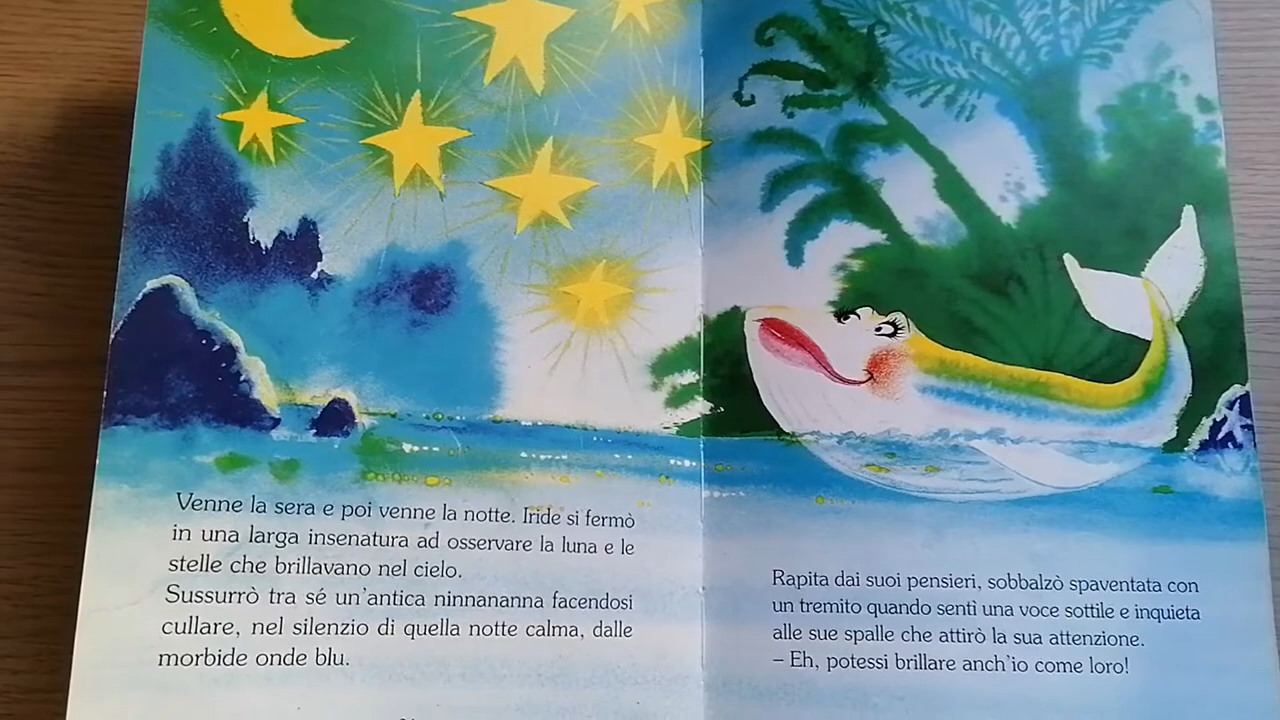 Venne la sera e poi venne la notte. Iride si fermò
in una larga insenatura ad osservare la luna e le
stelle che brillavano nel cielo.
Sussurrò tra sé un'antica ninnananna facendosi
cullare, nel silenzio di quella notte calma, dalle
morbide onde blu.
Rapita dai suoi pensieri, sobbalzò spaventata con
un tremito quando sentì una voce sottile e inquieta
alle sue spalle che attirò la sua attenzione.
– Eh, potessi brillare anch'io come loro!